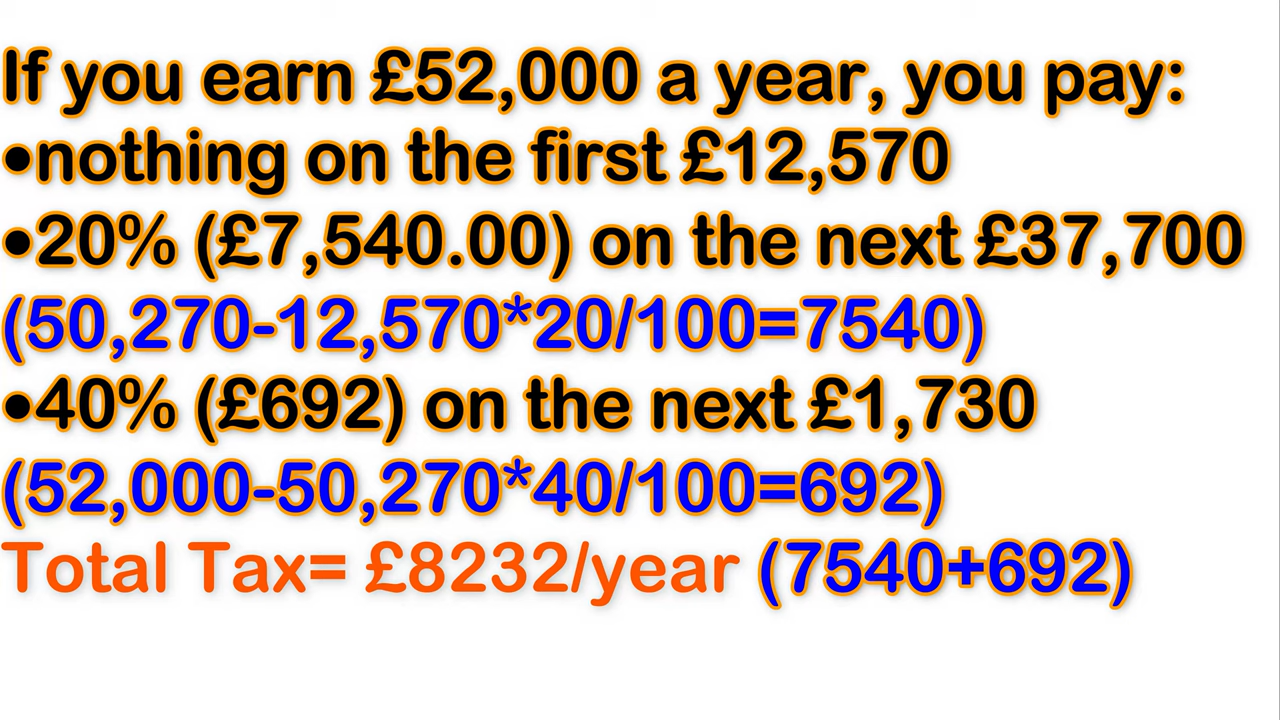 If you earn £52,000 a year, you pay:
•nothing on the first £12,570
•20% (£7,540.00) on the next £37,700
(50,270-12,570*20/100=7540)
•40% (£692) on the next £1,730
(52,000-50,270*40/100=692)
Total Tax= £8232/year (7540+692)